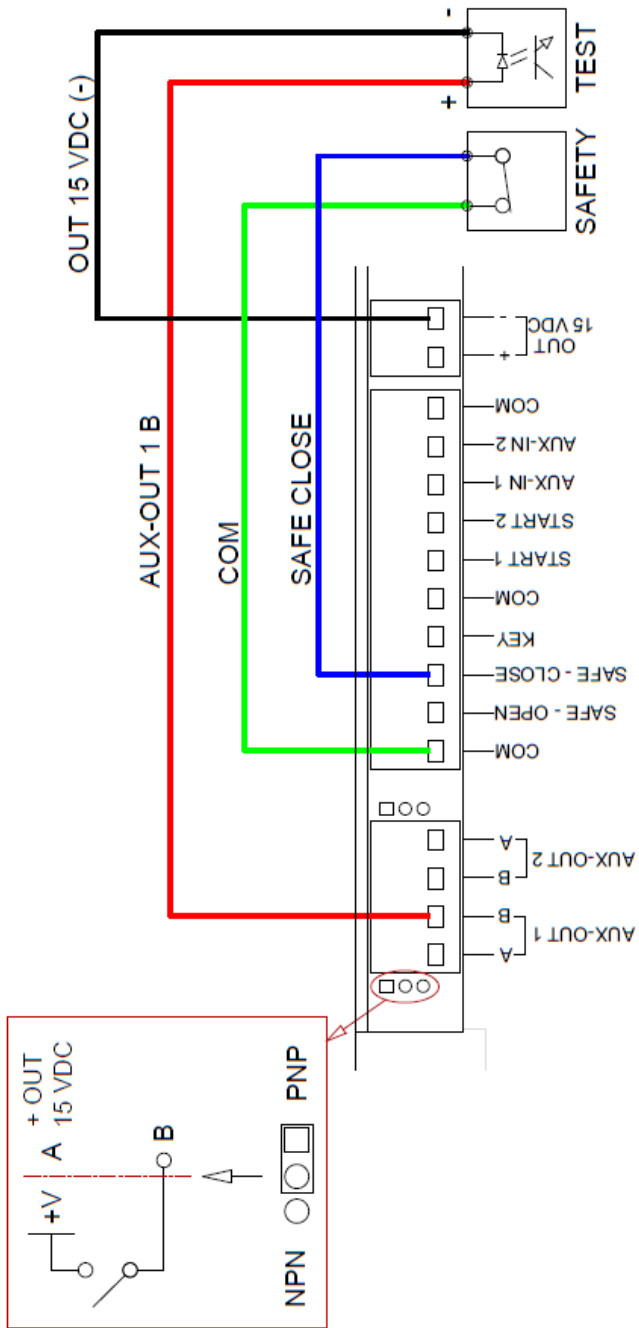 OUT 15 VDC (-)
AUX-OUT 1 B
COM
SAFE CLOSE
-
+
TEST
SAFETY
-
+
15 VDC
OUT
COM
AUX-IN 2
AUX-IN 1
START 2
START 1
COM
KEY
SAFE - CLOSE
SAFE - OPEN
COM
A
B
AUX-OUT 2
B
A
AUX-OUT 1
+V
A
+ OUT
15 VDC
B
NPN
PNP